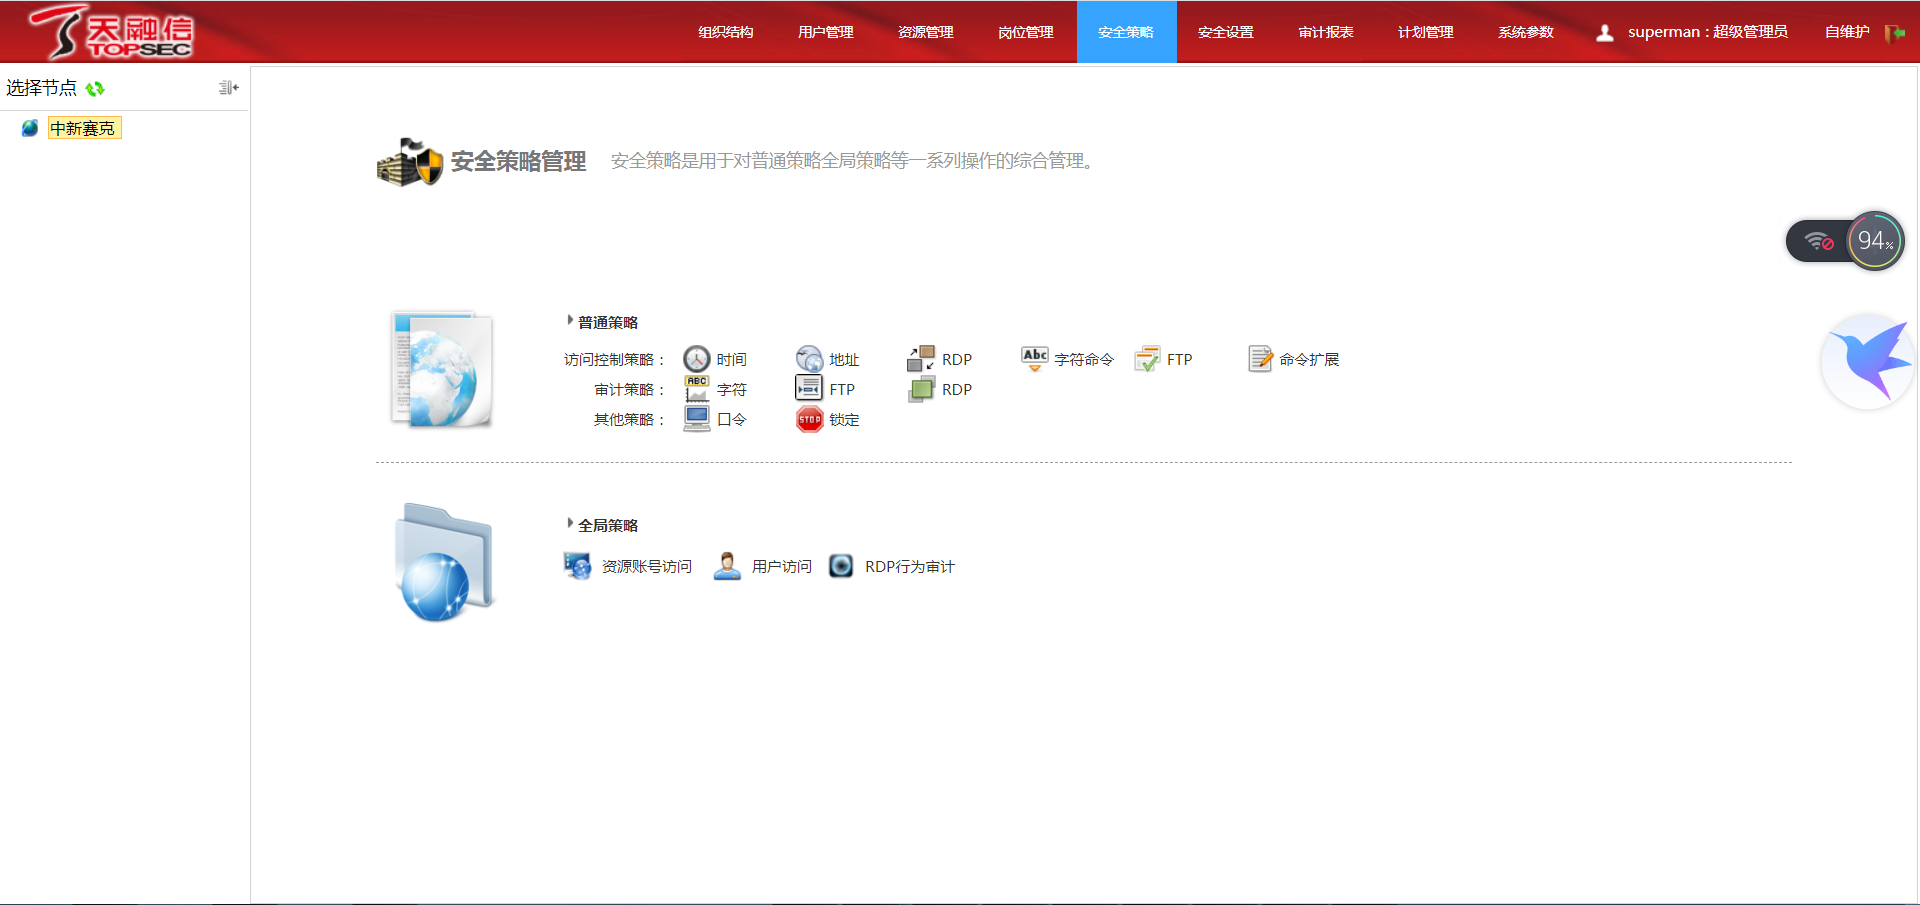 天融信
TOPSEC
组织结构 用户管理 资源管理 岗位管理 安全策略 安全设置 审计报表 计划管理 系统参数 superman : 超级管理员 自维护
选择节点
中新赛克
安全策略管理 安全策略是用于对普通策略全局策略等一系列操作的综合管理。
94%
普通策略
访问控制策略： 时间 地址 RDP Abc 字符命令 FTP 命令扩展
审计策略： ABC 字符 FTP RDP
其他策略： 口令 STOP 锁定
全局策略
资源账号访问 用户访问 RDP行为审计